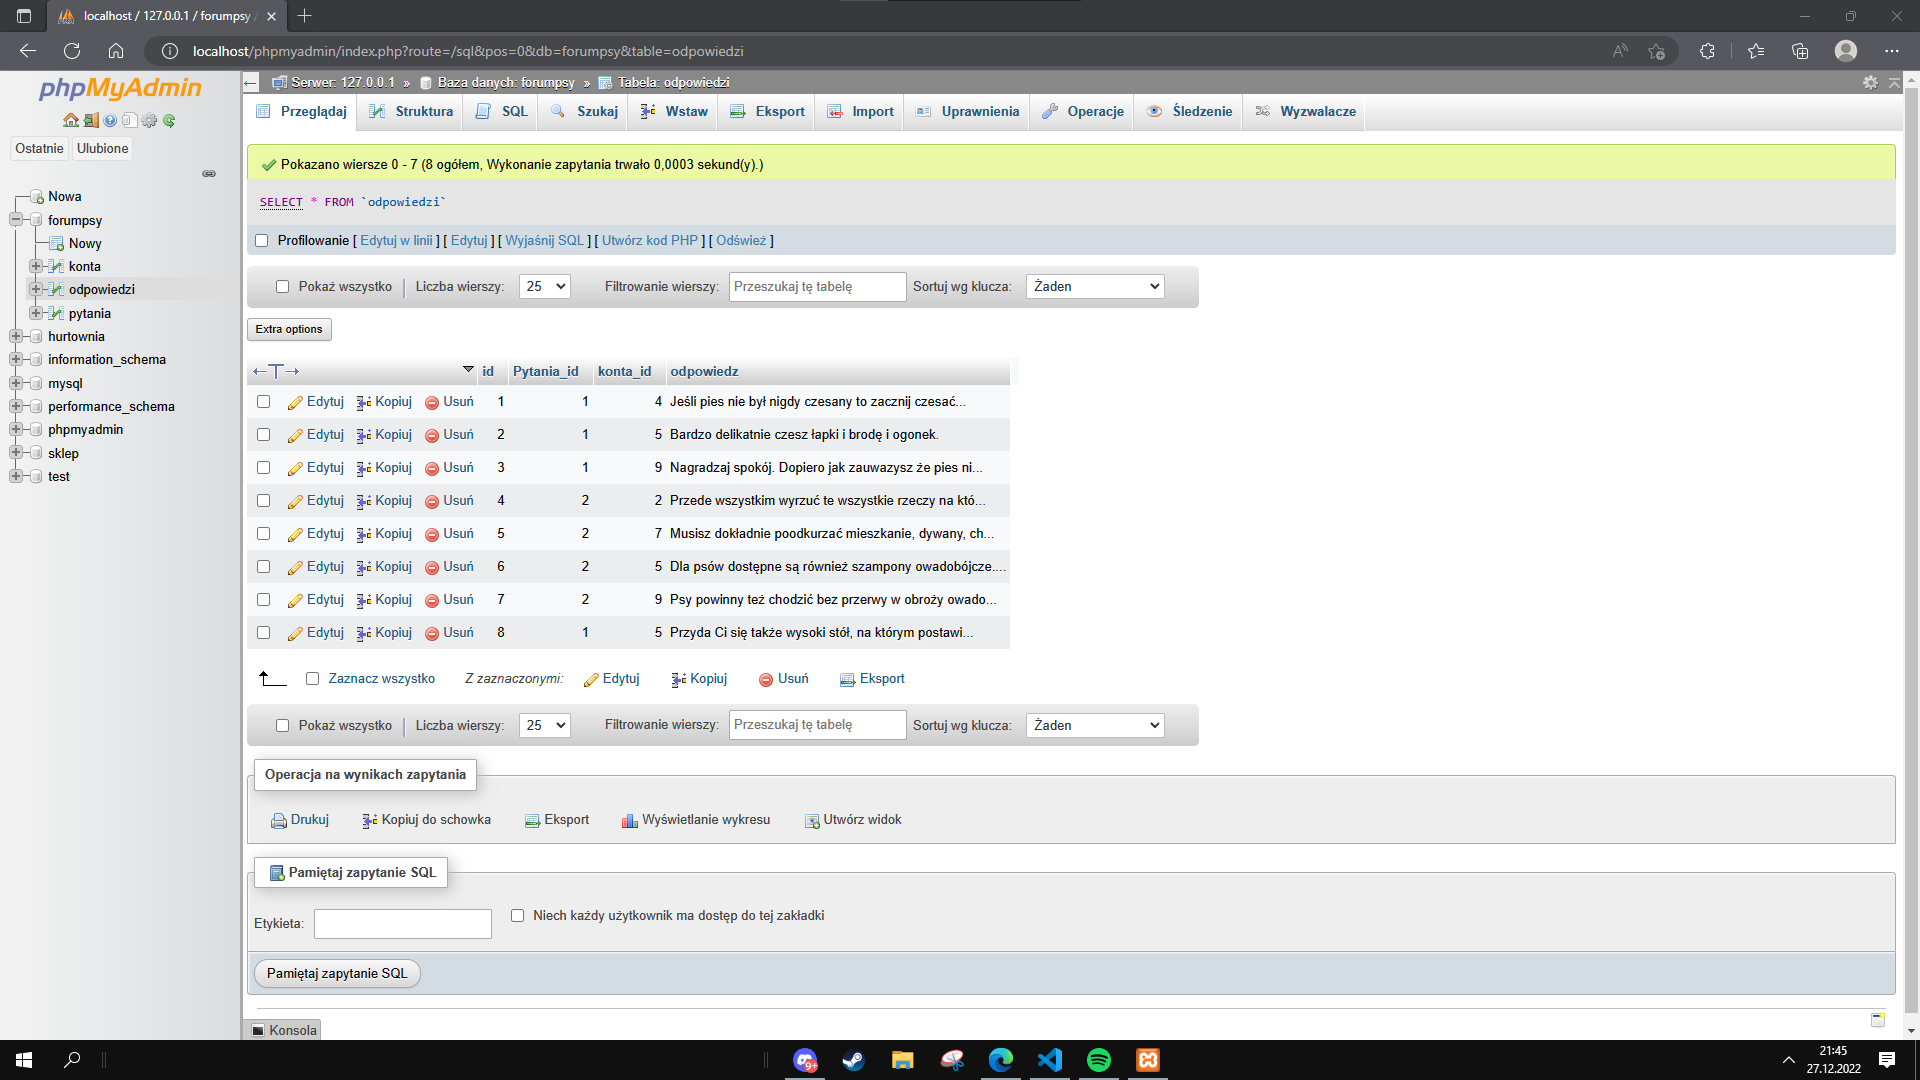 localhost / 127.0.0.1 / forumpsy /
localhost/phpmyadmin/index.php?route=/sql&pos=0&db=forumpsy&table=odpowiedzi
phpMyAdmin
Ostatnie Ulubione
Nowa
forumpsy
Nowy
konta
odpowiedzi
pytania
hurtownia
information_schema
mysql
performance_schema
phpmyadmin
sklep
test
Serwer: 127.0.0.1 » Baza danych: forumpsy » Tabela: odpowiedzi
Przeglądaj Struktura SQL Szukaj Wstaw Eksport Import Uprawnienia Operacje Śledzenie Wyzwalacze
Pokazano wiersze 0 - 7 (8 ogółem, Wykonanie zapytania trwało 0,0003 sekund(y).)
SELECT * FROM `odpowiedzi`
Profilowanie [ Edytuj w linii ] [ Edytuj ] [ Wyjaśnij SQL ] [ Utwórz kod PHP ] [ Odśwież ]
Pokaż wszystko | Liczba wierszy: 25 Filtrowanie wierszy: Przeszukaj tę tabelę Sortuj wg klucza: Żaden
Extra options
←T→ id Pytania_id konta_id odpowiedz
Edytuj Kopiuj Usuń 1 1 4 Jeśli pies nie był nigdy czesany to zacznij czesać...
Edytuj Kopiuj Usuń 2 1 5 Bardzo delikatnie czesz łapki i brodę i ogonek.
Edytuj Kopiuj Usuń 3 1 9 Nagradzaj spokój. Dopiero jak zauwazysz że pies ni...
Edytuj Kopiuj Usuń 4 2 2 Przede wszystkim wyrzuć te wszystkie rzeczy na któ...
Edytuj Kopiuj Usuń 5 2 7 Musisz dokładnie poodkurzać mieszkanie, dywany, ch...
Edytuj Kopiuj Usuń 6 2 5 Dla psów dostępne są również szampony owadobójcze....
Edytuj Kopiuj Usuń 7 2 9 Psy powinny też chodzić bez przerwy w obroży owado...
Edytuj Kopiuj Usuń 8 1 5 Przyda Ci się także wysoki stół, na którym postawi...
Zaznacz wszystko Z zaznaczonymi: Edytuj Kopiuj Usuń Eksport
Pokaż wszystko | Liczba wierszy: 25 Filtrowanie wierszy: Przeszukaj tę tabelę Sortuj wg klucza: Żaden
Operacja na wynikach zapytania
Drukuj Kopiuj do schowka Eksport Wyświetlanie wykresu Utwórz widok
Pamiętaj zapytanie SQL
Etykieta: Niech każdy użytkownik ma dostęp do tej zakładki
Pamiętaj zapytanie SQL
Konsola
9+
21:45
27.12.2022